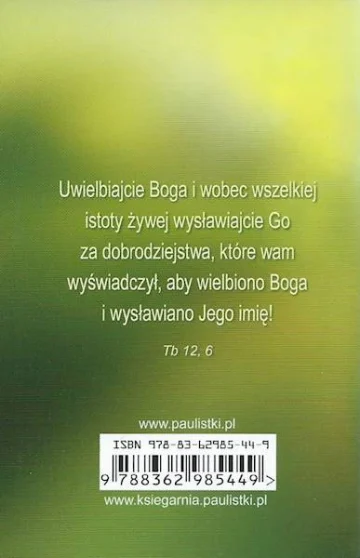 Uwielbiajcie Boga i wobec wszelkiej
istoty żywej wysławiajcie Go
za dobrodziejstwa, które wam
wyświadczył, aby wielbiono Boga
i wysławiano Jego imię!
Tb 12, 6
www.paulistki.pl
ISBN 978-83-62985-44-9
9 788362 985449 >
www.ksiegarnia.paulistki.pl